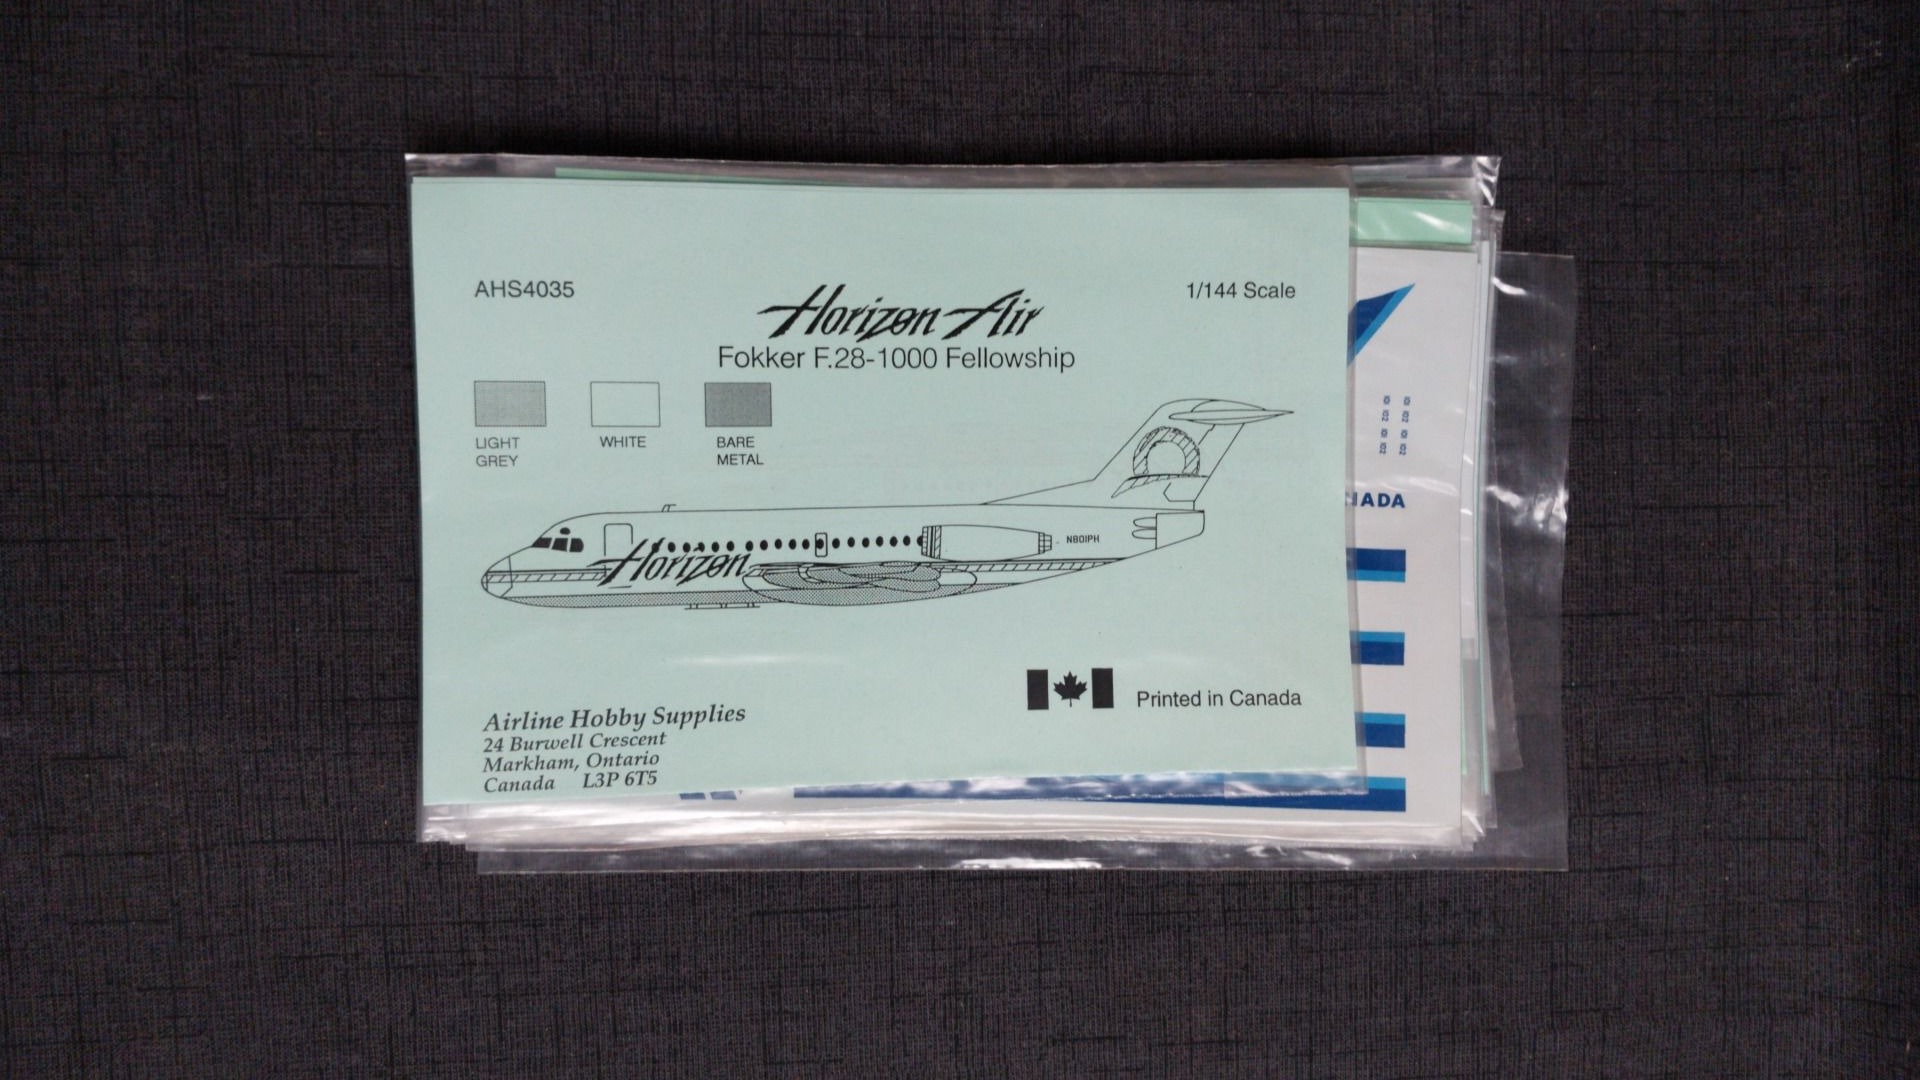 AHS4035
Horizon Air
1/144 Scale
Fokker F.28-1000 Fellowship
LIGHT
GREY
WHITE
BARE
METAL
N801PH
Horizon
NADA
Airline Hobby Supplies
24 Burwell Crescent
Markham, Ontario
Canada L3P 6T5
Printed in Canada